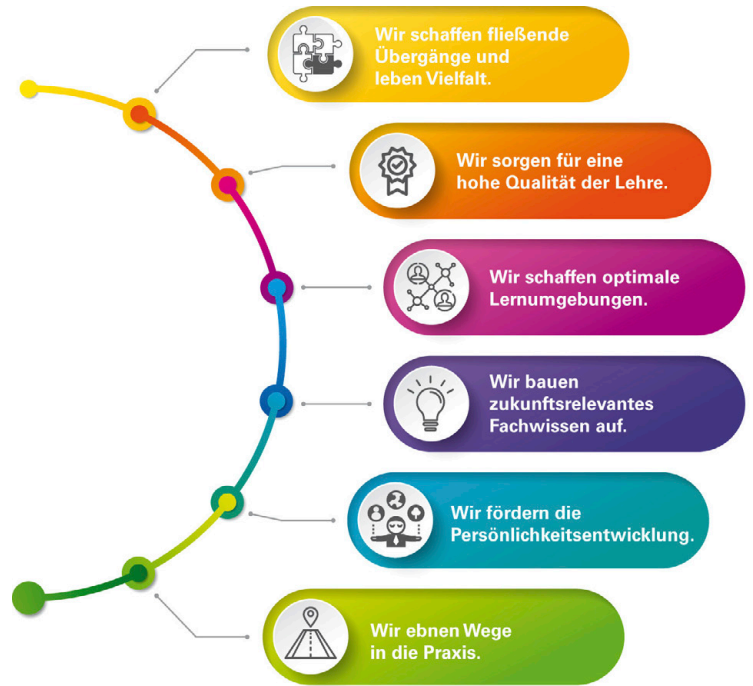 Wir schaffen fließende
Übergänge und
leben Vielfalt.
Wir sorgen für eine
hohe Qualität der Lehre.
Wir schaffen optimale
Lernumgebungen.
Wir bauen
zukunftsrelevantes
Fachwissen auf.
Wir fördern die
Persönlichkeitsentwicklung.
Wir ebnen Wege
in die Praxis.